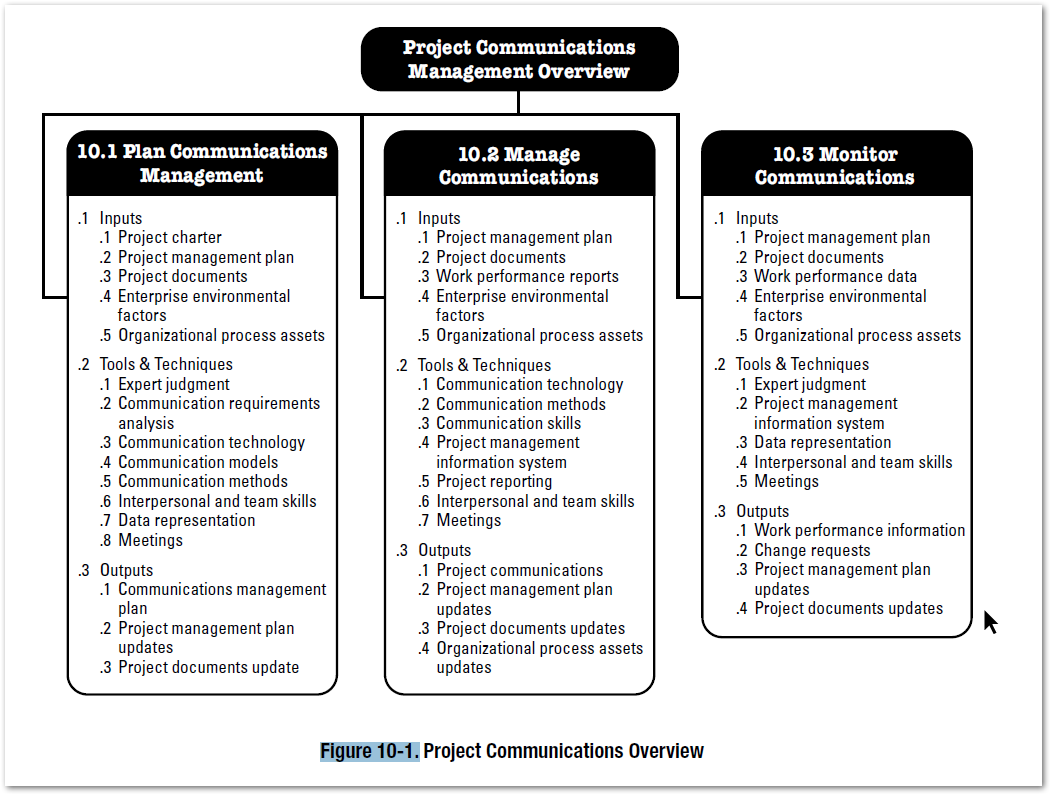 Project Communications
Management Overview
10.1 Plan Communications
Management
.1 Inputs
.1 Project charter
.2 Project management plan
.3 Project documents
.4 Enterprise environmental
factors
.5 Organizational process assets
.2 Tools & Techniques
.1 Expert judgment
.2 Communication requirements
analysis
.3 Communication technology
.4 Communication models
.5 Communication methods
.6 Interpersonal and team skills
.7 Data representation
.8 Meetings
.3 Outputs
.1 Communications management
plan
.2 Project management plan
updates
.3 Project documents update
10.2 Manage
Communications
.1 Inputs
.1 Project management plan
.2 Project documents
.3 Work performance reports
.4 Enterprise environmental
factors
.5 Organizational process assets
.2 Tools & Techniques
.1 Communication technology
.2 Communication methods
.3 Communication skills
.4 Project management
information system
.5 Project reporting
.6 Interpersonal and team skills
.7 Meetings
.3 Outputs
.1 Project communications
.2 Project management plan
updates
.3 Project documents updates
.4 Organizational process assets
updates
10.3 Monitor
Communications
.1 Inputs
.1 Project management plan
.2 Project documents
.3 Work performance data
.4 Enterprise environmental
factors
.5 Organizational process assets
.2 Tools & Techniques
.1 Expert judgment
.2 Project management
information system
.3 Data representation
.4 Interpersonal and team skills
.5 Meetings
.3 Outputs
.1 Work performance information
.2 Change requests
.3 Project management plan
updates
.4 Project documents updates
Figure 10-1. Project Communications Overview